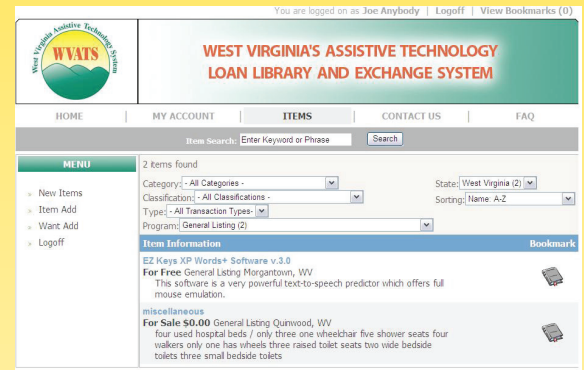 You are logged on as Joe Anybody | Logoff | View Bookmarks (0)
West Virginia Assistive Technology System
WVATS
WEST VIRGINIA'S ASSISTIVE TECHNOLOGY
LOAN LIBRARY AND EXCHANGE SYSTEM
HOME | MY ACCOUNT | ITEMS | CONTACT US | FAQ
Item Search: Enter Keyword or Phrase Search
MENU
» New Items
» Item Add
» Want Add
» Logoff
2 items found
Category: - All Categories - State: West Virginia (2)
Classification: - All Classifications - Sorting: Name: A-Z
Type: - All Transaction Types-
Program: General Listing (2)
Item Information Bookmark
EZ Keys XP Words+ Software v.3.0
For Free General Listing Morgantown, WV
This software is a very powerful text-to-speech predictor which offers full
mouse emulation.
miscellaneous
For Sale $0.00 General Listing Quinwood, WV
four used hospital beds / only three one wheelchair five shower seats four
walkers only one has wheels three raised toilet seats two wide bedside
toilets three small bedside toilets